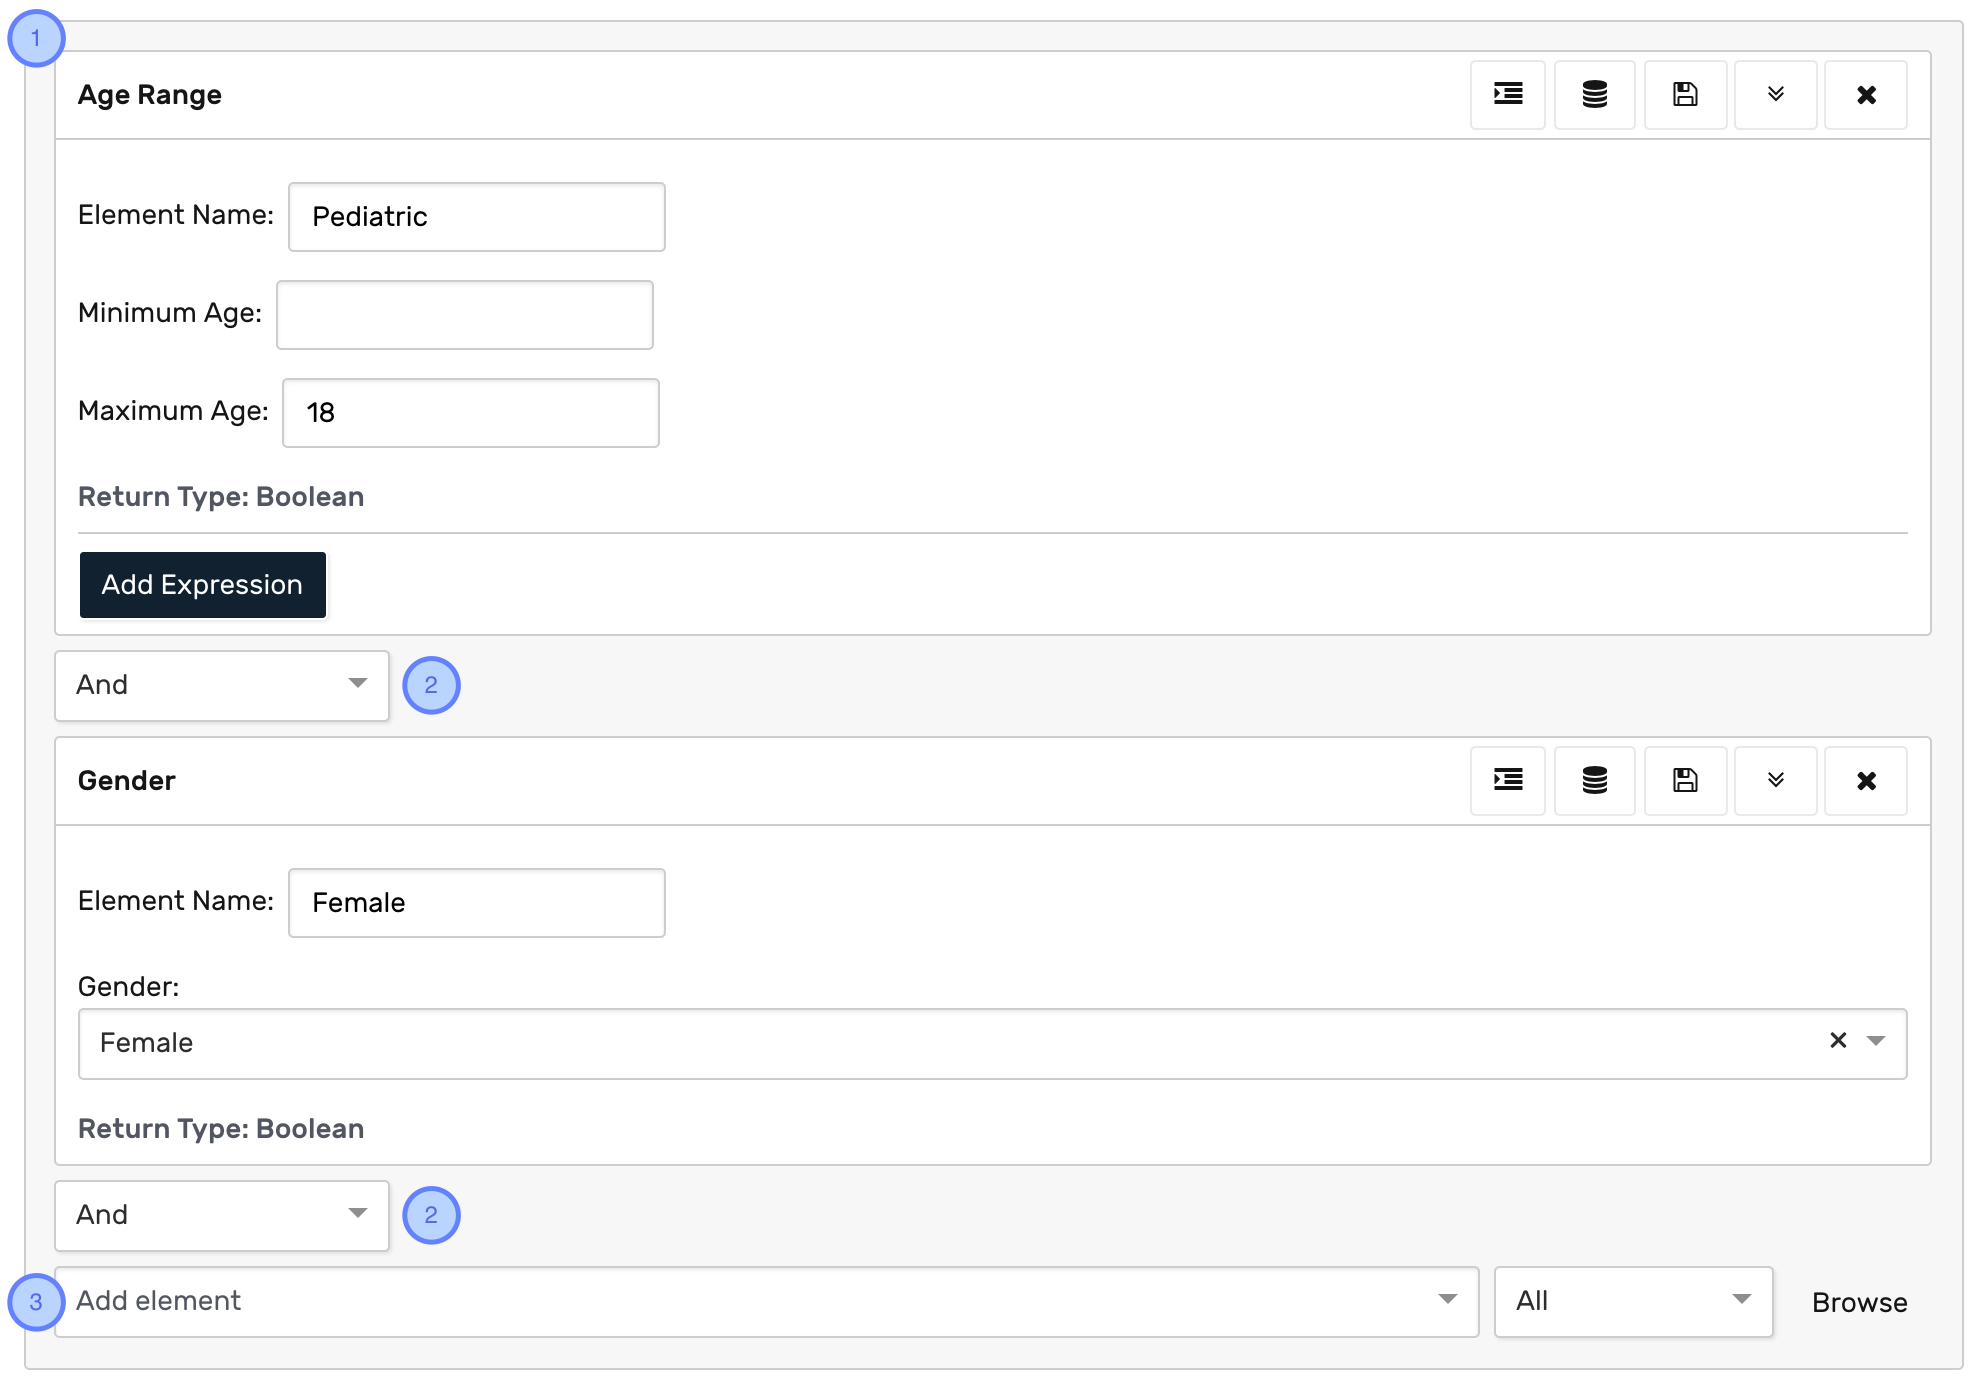 1
Age Range
Element Name: Pediatric
Minimum Age:
Maximum Age: 18
Return Type: Boolean
Add Expression
And 2
Gender
Element Name: Female
Gender:
Female
Return Type: Boolean
And 2
3 Add element All Browse